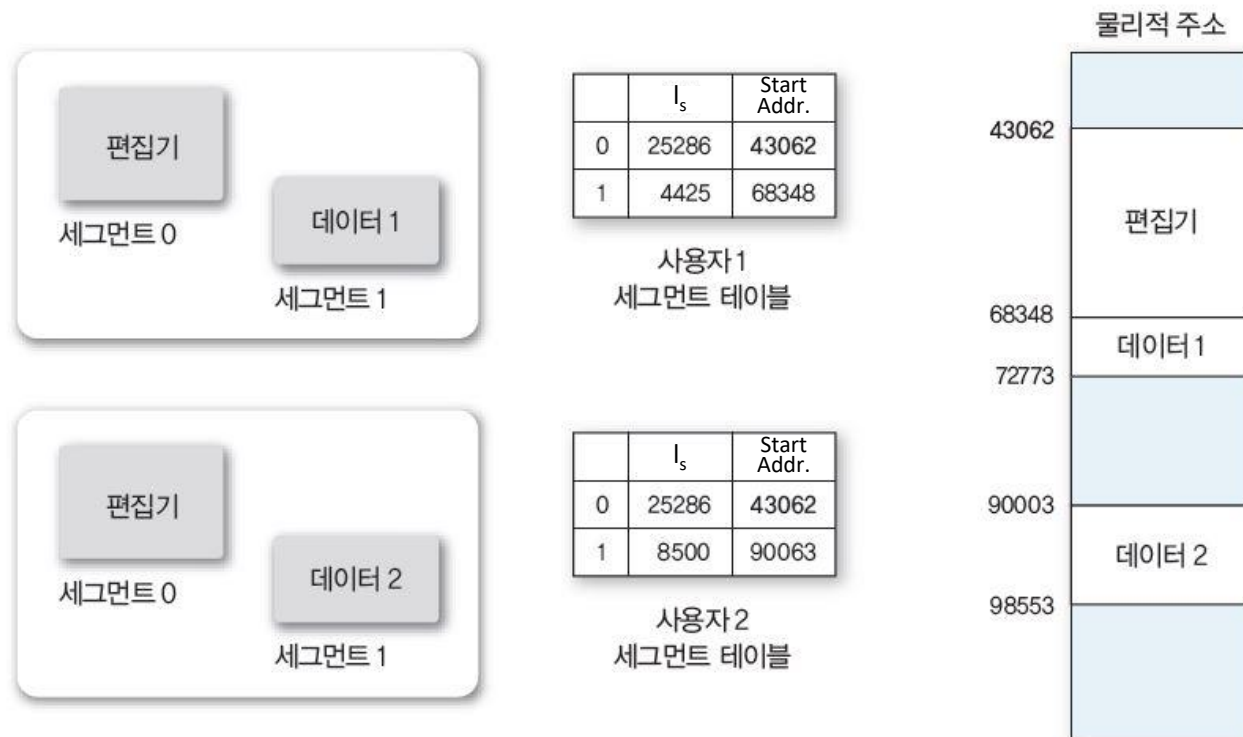 편집기
세그먼트 0
데이터 1
세그먼트 1
l_s Start Addr.
0 25286 43062
1 4425 68348
사용자 1
세그먼트 테이블
편집기
세그먼트 0
데이터 2
세그먼트 1
l_s Start Addr.
0 25286 43062
1 8500 90063
사용자 2
세그먼트 테이블
물리적 주소
43062
편집기
68348
데이터 1
72773
90003
데이터 2
98553